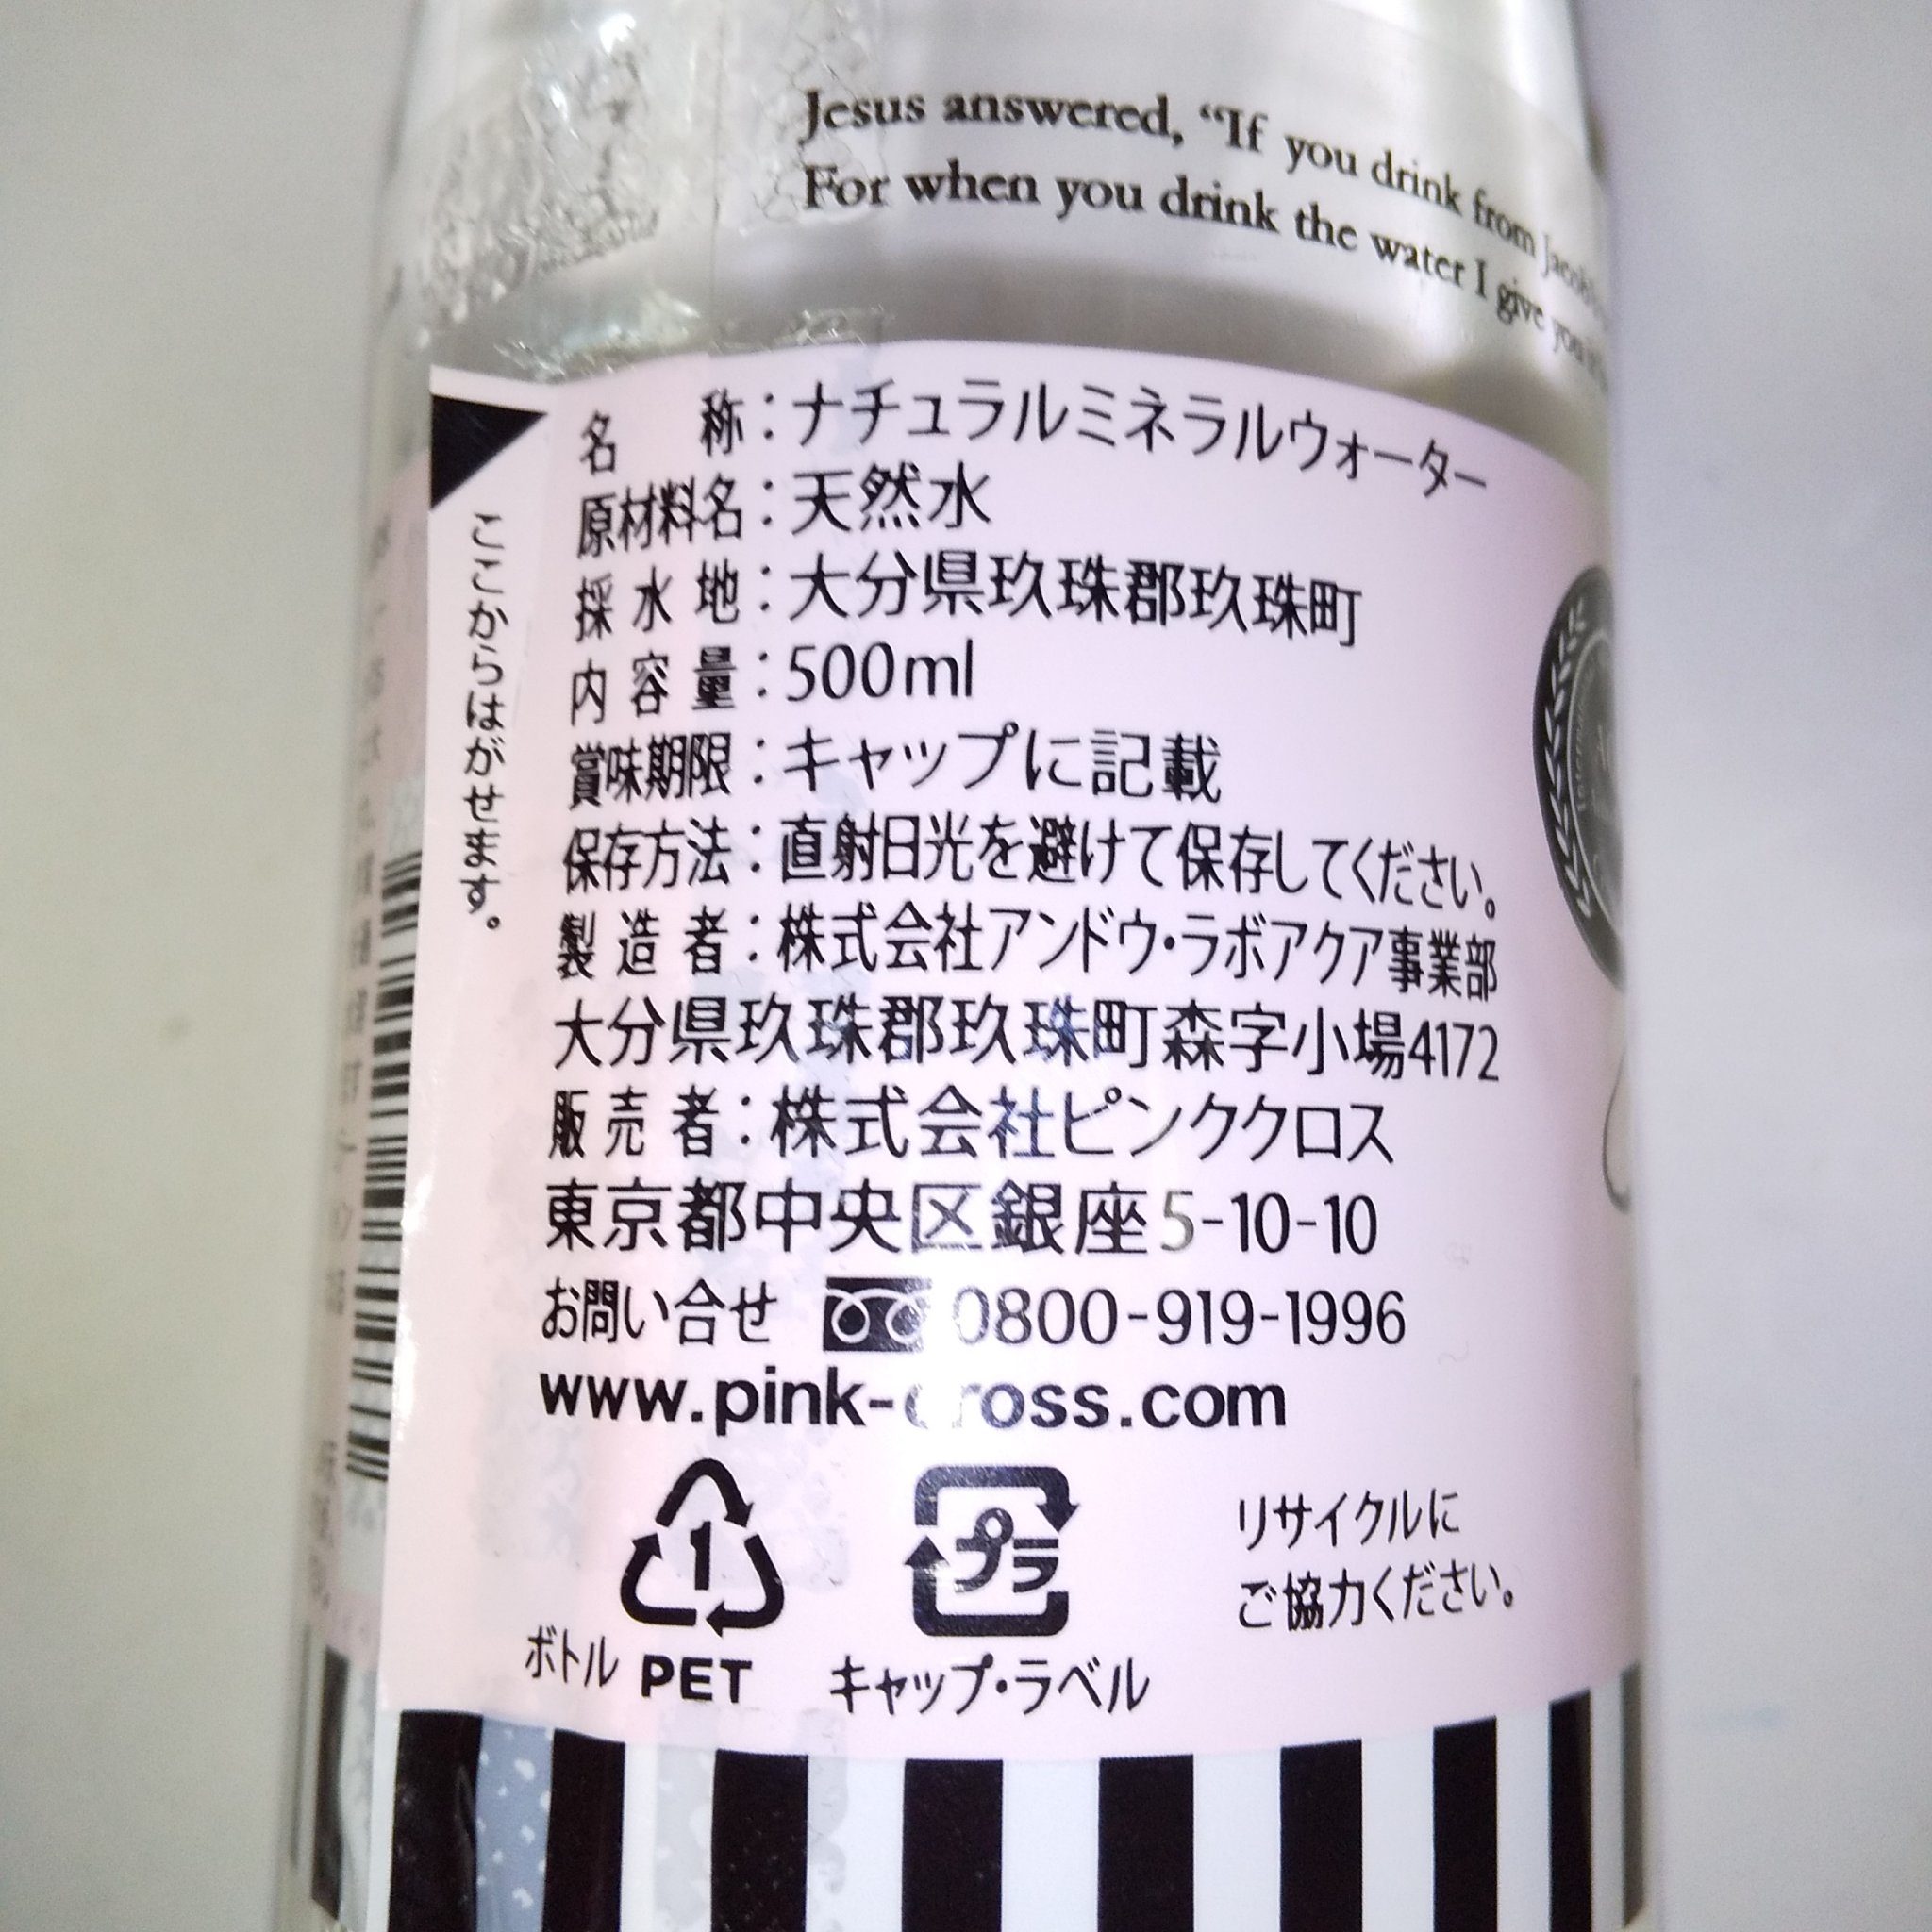 Jesus answered, “If you drink from Jacob's
For when you drink the water I give you
ここからはがせます。
名 称：ナチュラルミネラルウォーター
原材料名：天然水
採水地：大分県玖珠郡玖珠町
内容量：500ml
賞味期限：キャップに記載
保存方法：直射日光を避けて保存してください。
製造者：株式会社アンドウ・ラボアクア事業部
大分県玖珠郡玖珠町森字小場4172
販売者：株式会社ピンククロス
東京都中央区銀座5-10-10
お問い合せ 0800-919-1996
www.pink-cross.com
1
プラ
リサイクルに
ご協力ください。
ボトル PET
キャップ・ラベル